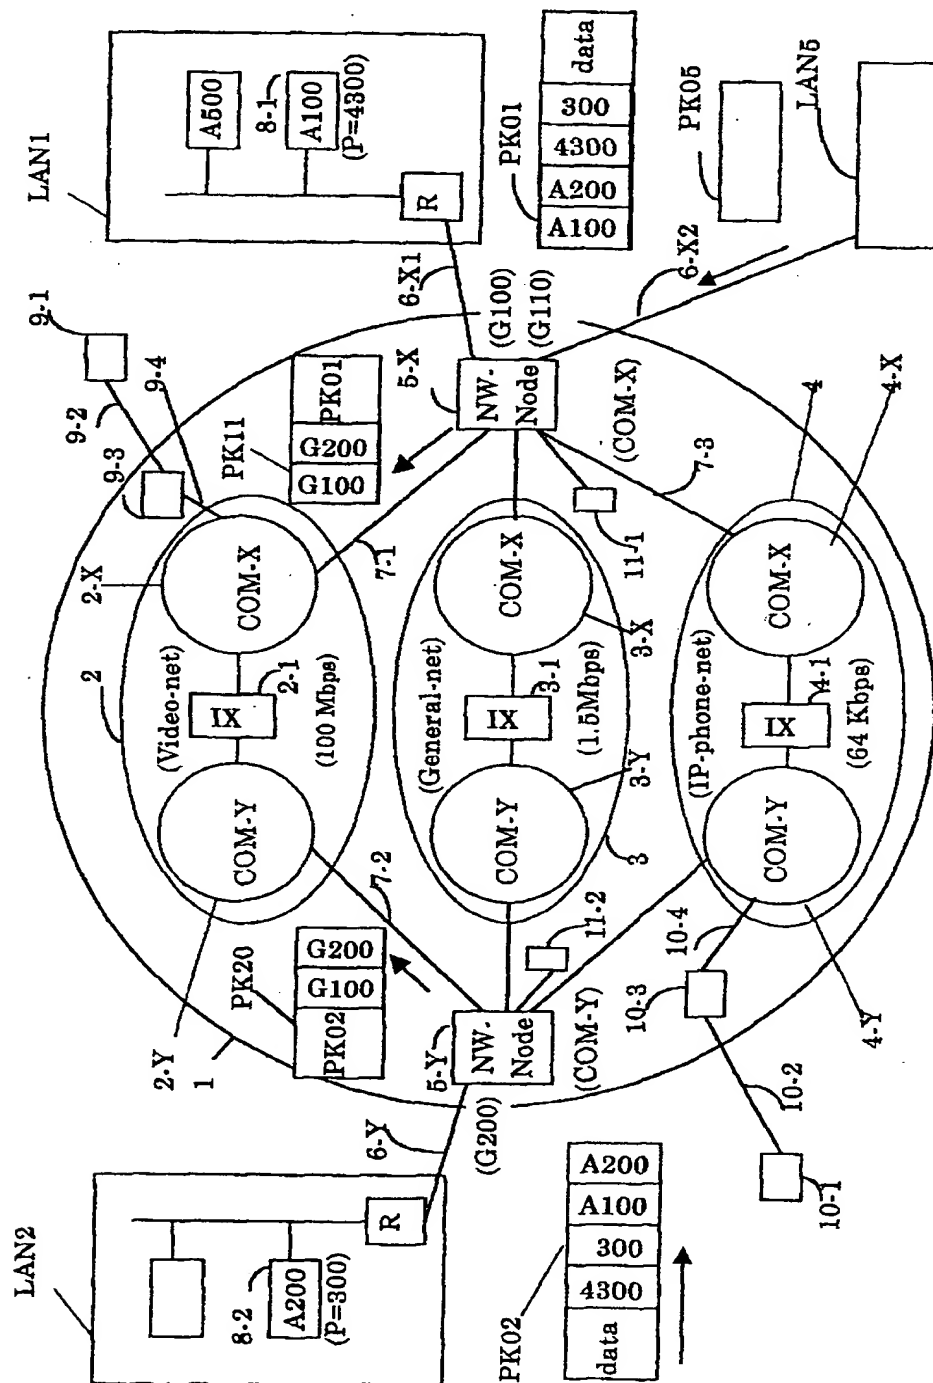 LAN2
8-2
A200
(P=300)
R
6-Y
(G200)
PK02
data
4300
300
A100
A200
1
2-Y
PK20
PK02
G100
G200
5-Y
NW-
Node
(COM-Y)
7-2
11-2
10-1
10-2
10-3
10-4
4-Y
2
COM-Y
(Video-net)
IX
2-1
(100 Mbps)
COM-X
2-X
COM-Y
3
3-Y
(General-net)
IX
3-1
(1.5Mbps)
COM-X
3-X
COM-Y
(IP-phone-net)
IX
4-1
(64 Kbps)
COM-X
4-X
4
7-1
7-3
11-1
PK11
G100
G200
PK01
9-1
9-2
9-3
9-4
5-X
NW-
Node
(COM-X)
(G100)
(G110)
6-X1
6-X2
LAN1
A500
8-1
A100
(P=4300)
R
PK01
A100
A200
4300
300
data
PK05
LAN5